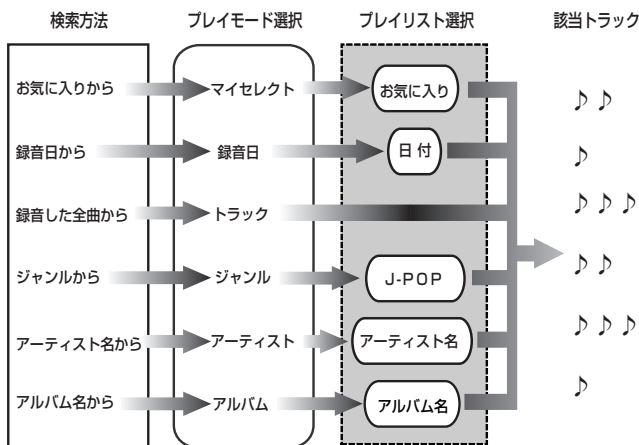 検索方法 プレイモード選択 プレイリスト選択 該当トラック
お気に入りから マイセレクト お気に入り
録音日から 録音日 日付
録音した全曲から トラック
ジャンルから ジャンル J-POP
アーティスト名から アーティスト アーティスト名
アルバム名から アルバム アルバム名